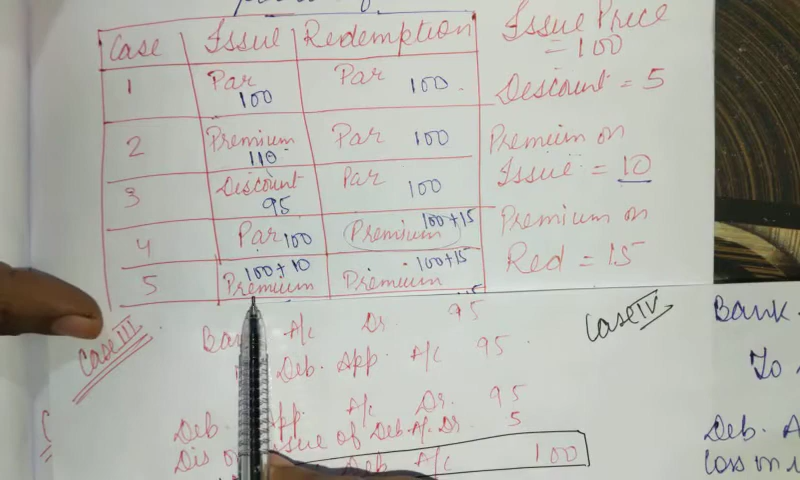 Case Issue Redemption
1 Par 100 Par 100
2 Premium 110 Par 100
3 Discount 95 Par 100
4 Par 100 Premium 100+15
5 Premium 100+10 Premium 100+15
Issue Price
= 100
Discount = 5
Premium on
Issue = 10
Premium on
Red = 15
Case III
A/c Dr. 95
Deb. App. A/c 95
Deb. App. A/c Dr. 95
Dis on Issue of Deb. A/c Dr. 5
Deb. A/c 100
Case IV
Bank
To
Deb. A
Loss in